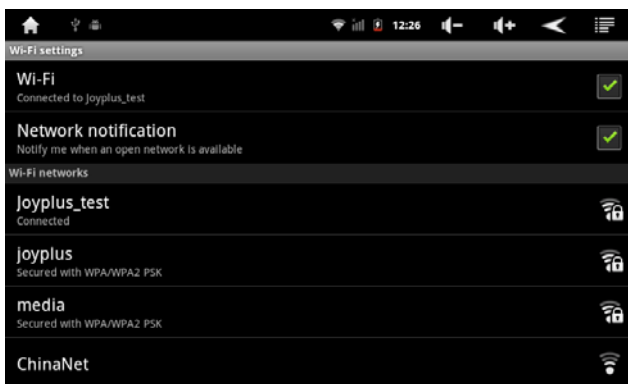 12:26
Wi-Fi settings
Wi-Fi
Connected to Joyplus_test
Network notification
Notify me when an open network is available
Wi-Fi networks
Joyplus_test
Connected
joyplus
Secured with WPA/WPA2 PSK
media
Secured with WPA/WPA2 PSK
ChinaNet